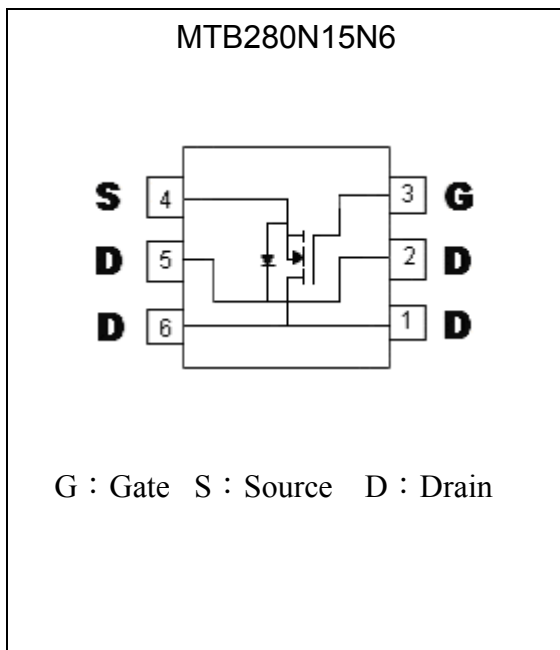 MTB280N15N6
S 4 3 G
D 5 2 D
D 6 1 D
G：Gate S：Source D：Drain